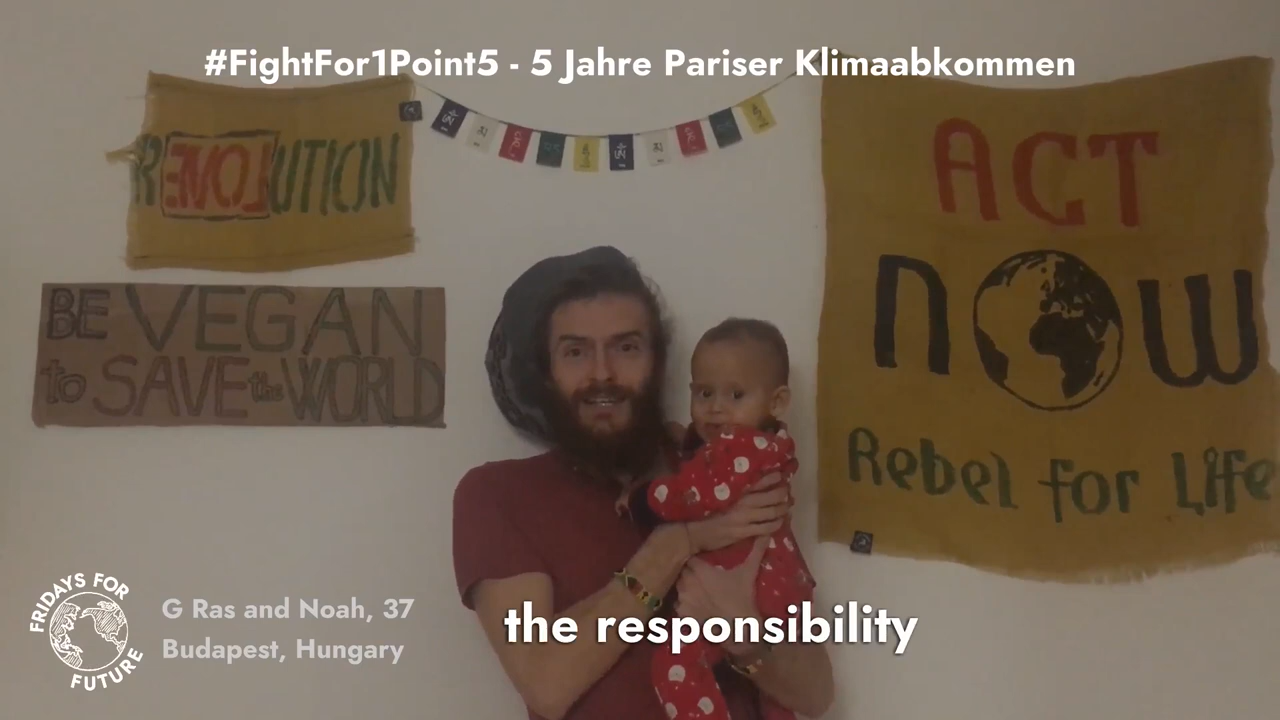 #FightFor1Point5 - 5 Jahre Pariser Klimaabkommen
REVOLUTION
ACT
NOW
Rebel for Life
BE VEGAN
to SAVE the WORLD
FRIDAYS FOR
FUTURE
G Ras and Noah, 37
Budapest, Hungary
the responsibility